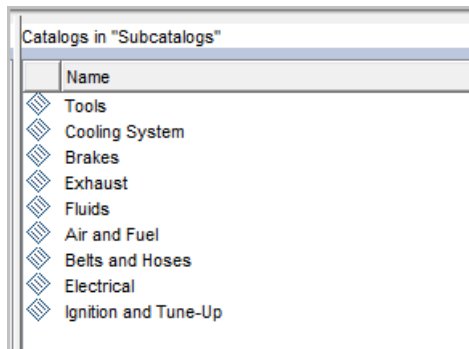 Catalogs in "Subcatalogs"
Name
Tools
Cooling System
Brakes
Exhaust
Fluids
Air and Fuel
Belts and Hoses
Electrical
Ignition and Tune-Up